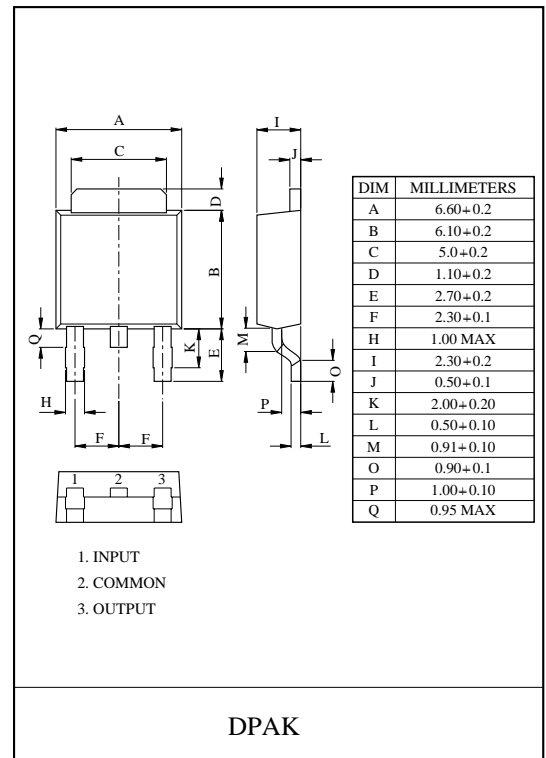 A
C
D
B
Q
K
E
H
F F
I
J
M
O
P
L
1 2 3
1. INPUT
2. COMMON
3. OUTPUT
DIM MILLIMETERS
A 6.60+0.2
B 6.10+0.2
C 5.0+0.2
D 1.10+0.2
E 2.70+0.2
F 2.30+0.1
H 1.00 MAX
I 2.30+0.2
J 0.50+0.1
K 2.00+0.20
L 0.50+0.10
M 0.91+0.10
O 0.90+0.1
P 1.00+0.10
Q 0.95 MAX
DPAK